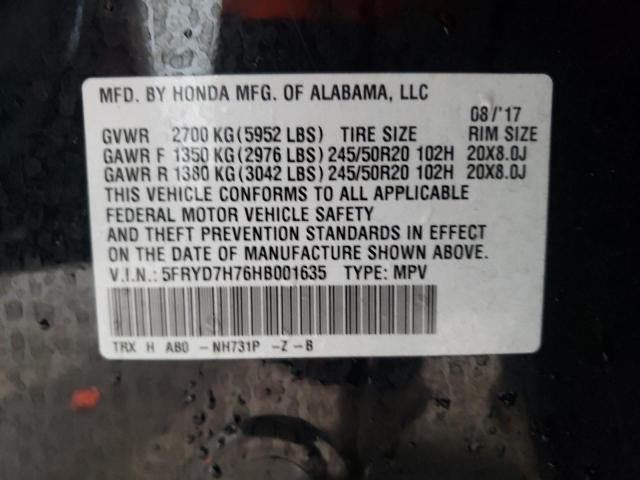 MFD. BY HONDA MFG. OF ALABAMA, LLC
08/'17
GVWR 2700 KG(5952 LBS) TIRE SIZE RIM SIZE
GAWR F 1350 KG(2976 LBS) 245/50R20 102H 20X8.0J
GAWR R 1380 KG(3042 LBS) 245/50R20 102H 20X8.0J
THIS VEHICLE CONFORMS TO ALL APPLICABLE
FEDERAL MOTOR VEHICLE SAFETY
AND THEFT PREVENTION STANDARDS IN EFFECT
ON THE DATE OF MANUFACTURE SHOWN ABOVE.
V.I.N.: 5FRYD7H76HB001635 TYPE: MPV
TRX H AB0 -NH731P -Z-B